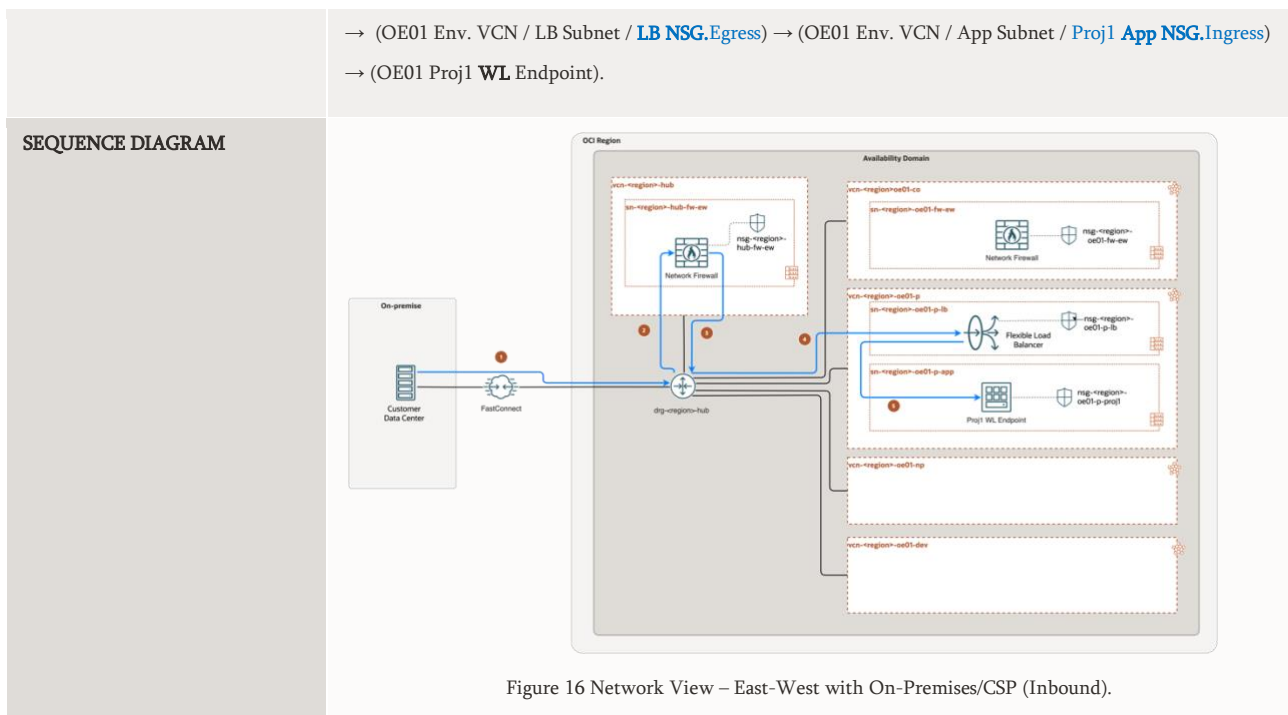 → (OE01 Env. VCN / LB Subnet / LB NSG.Egress) → (OE01 Env. VCN / App Subnet / Proj1 App NSG.Ingress)
→ (OE01 Proj1 WL Endpoint).
SEQUENCE DIAGRAM
OCI Region
Availability Domain
vcn-<region>-hub
sn-<region>-hub-fw-ew
nsg-<region>-
hub-fw-ew
Network Firewall
vcn-<region>oe01-co
sn-<region>-oe01-fw-ew
nsg-<region>-
oe01-fw-ew
Network Firewall
On-premise
Customer
Data Center
1
FastConnect
2
3
4
drg-<region>-hub
vcn-<region>-oe01-p
sn-<region>-oe01-p-lb
Flexible Load
Balancer
nsg-<region>-
oe01-p-lb
sn-<region>-oe01-p-app
5
Proj1 WL Endpoint
nsg-<region>-
oe01-p-proj1
vcn-<region>-oe01-np
vcn-<region>-oe01-dev
Figure 16 Network View – East-West with On-Premises/CSP (Inbound).